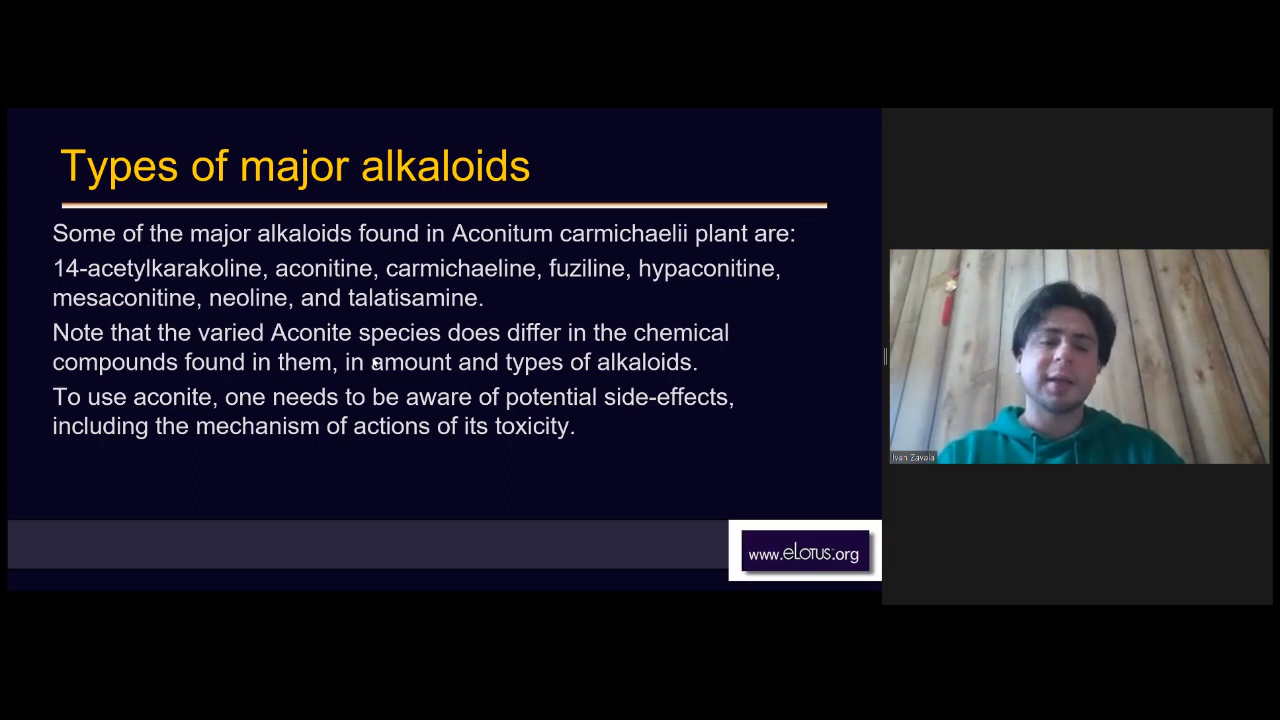 Types of major alkaloids
Some of the major alkaloids found in Aconitum carmichaelii plant are:
14-acetylkarakoline, aconitine, carmichaeline, fuziline, hypaconitine,
mesaconitine, neoline, and talatisamine.
Note that the varied Aconite species does differ in the chemical
compounds found in them, in amount and types of alkaloids.
To use aconite, one needs to be aware of potential side-effects,
including the mechanism of actions of its toxicity.
www.eLotus.org
Ivan Zavala